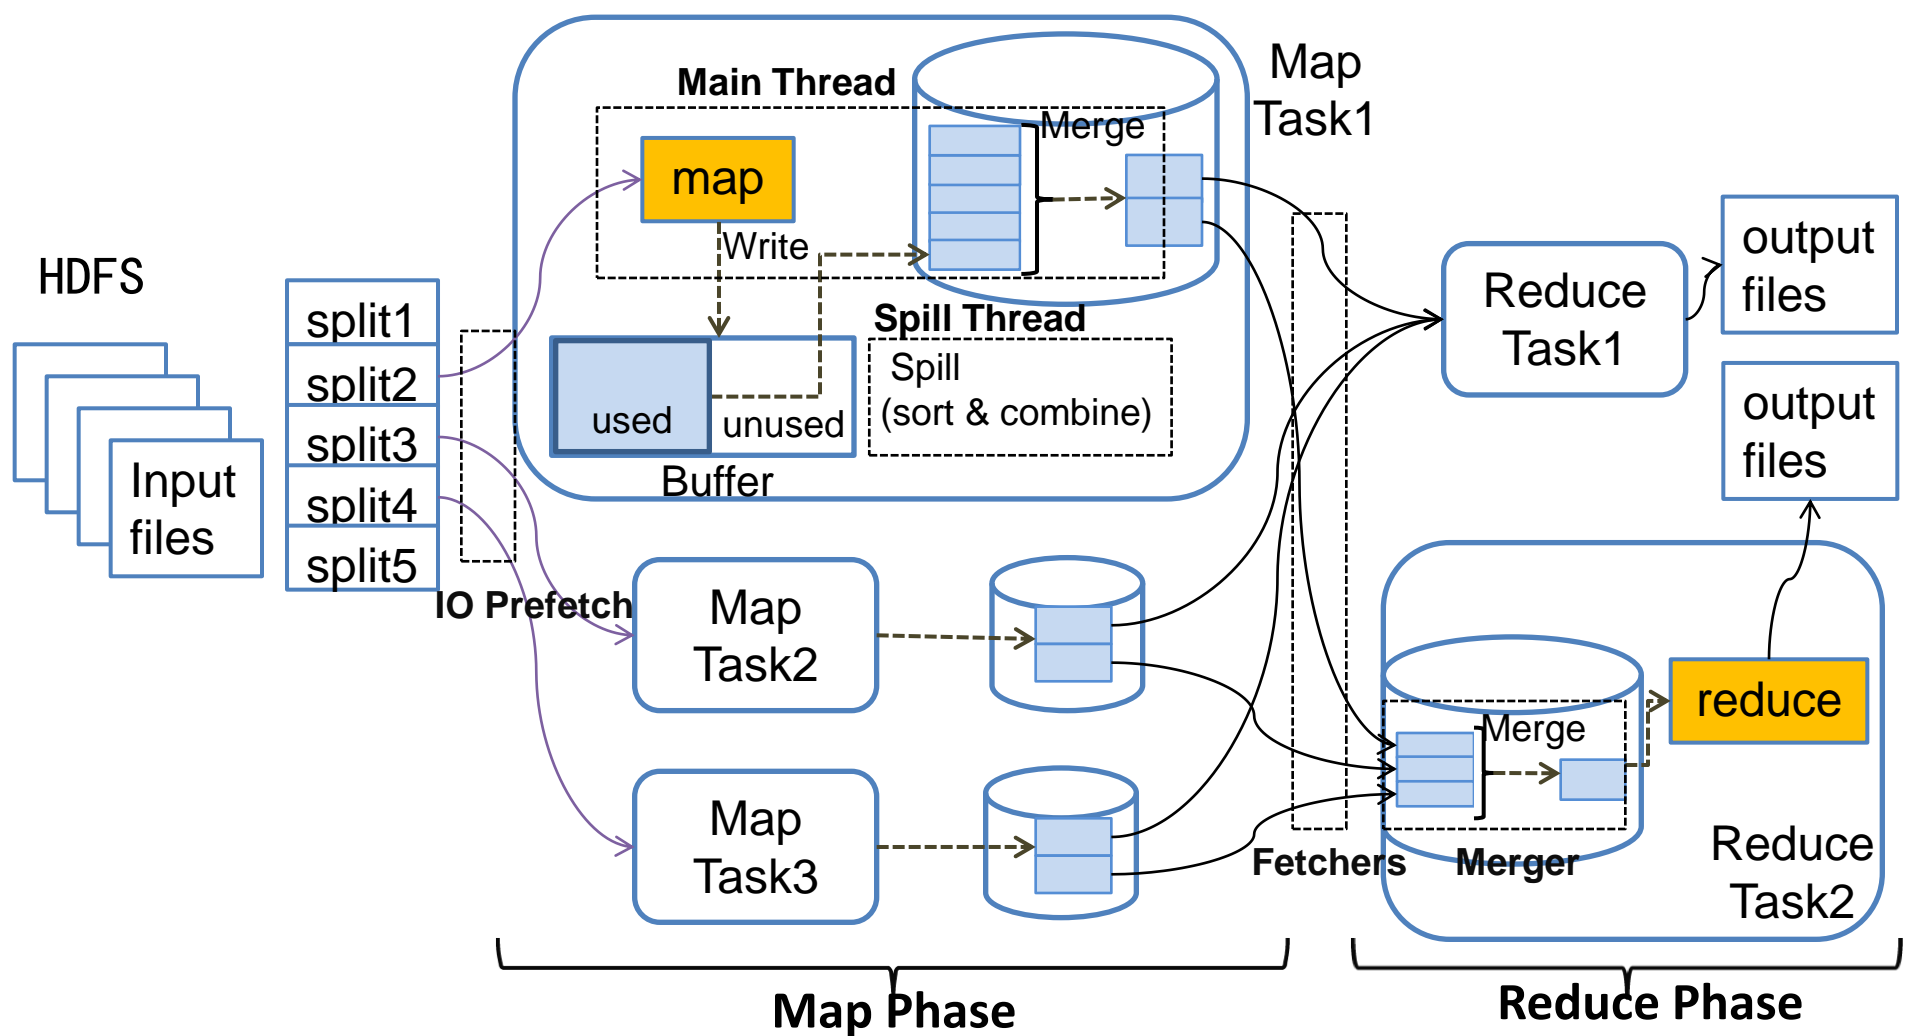 HDFS
Input
files
split1
split2
split3
split4
split5
IO Prefetch
Main Thread
map
Write
Merge
Map
Task1
Spill Thread
Spill
(sort & combine)
used
unused
Buffer
Map
Task2
Map
Task3
Fetchers
Reduce
Task1
output
files
output
files
Merge
reduce
Merger
Reduce
Task2
Map Phase
Reduce Phase